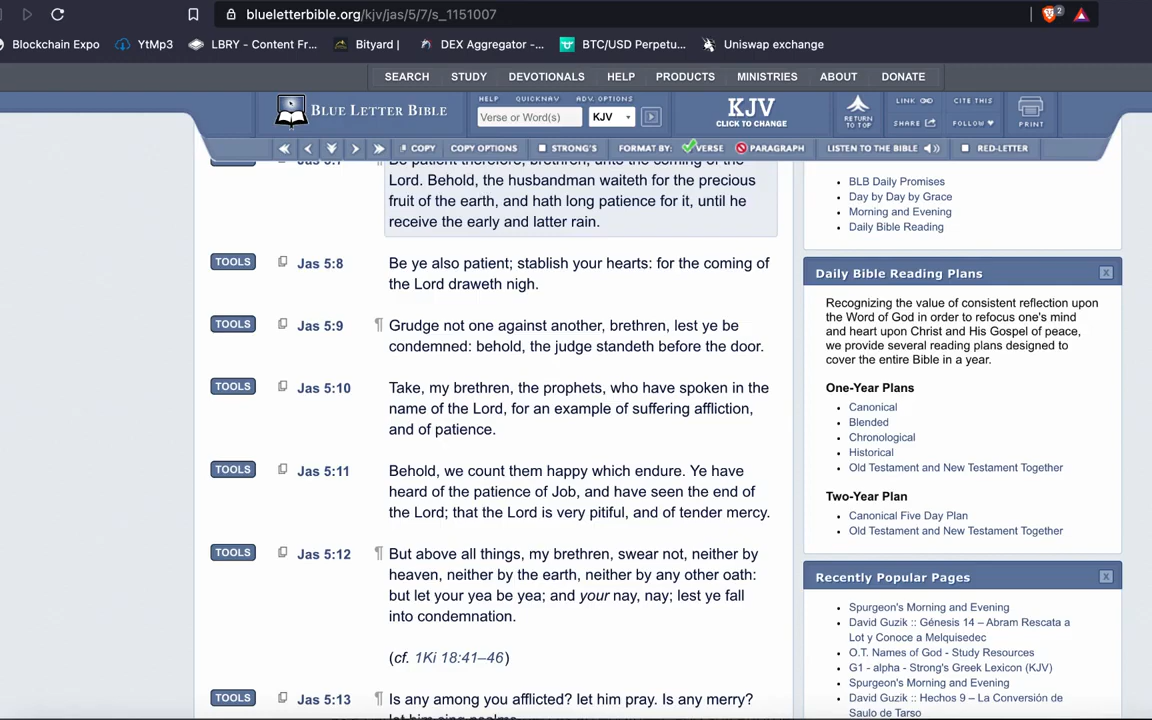 blueletterbible.org/kjv/jas/5/7/s_1151007
2
Blockchain Expo
YtMp3
LBRY - Content Fr...
Bityard |
DEX Aggregator -...
BTC/USD Perpetu...
Uniswap exchange
SEARCH
STUDY
DEVOTIONALS
HELP
PRODUCTS
MINISTRIES
ABOUT
DONATE
BLUE LETTER BIBLE
HELP
QUICKNAV
ADV. OPTIONS
Verse or Word(s)
KJV
KJV
CLICK TO CHANGE
RETURN
TO TOP
LINK
CITE THIS
SHARE
FOLLOW
PRINT
COPY
COPY OPTIONS
STRONG'S
FORMAT BY:
VERSE
PARAGRAPH
LISTEN TO THE BIBLE
RED-LETTER
Jas 5:7
¶ Be patient therefore, brethren, unto the coming of the
Lord. Behold, the husbandman waiteth for the precious
fruit of the earth, and hath long patience for it, until he
receive the early and latter rain.
TOOLS
Jas 5:8
Be ye also patient; stablish your hearts: for the coming of
the Lord draweth nigh.
TOOLS
Jas 5:9
¶ Grudge not one against another, brethren, lest ye be
condemned: behold, the judge standeth before the door.
TOOLS
Jas 5:10
Take, my brethren, the prophets, who have spoken in the
name of the Lord, for an example of suffering affliction,
and of patience.
TOOLS
Jas 5:11
Behold, we count them happy which endure. Ye have
heard of the patience of Job, and have seen the end of
the Lord; that the Lord is very pitiful, and of tender mercy.
TOOLS
Jas 5:12
¶ But above all things, my brethren, swear not, neither by
heaven, neither by the earth, neither by any other oath:
but let your yea be yea; and your nay, nay; lest ye fall
into condemnation.
(cf. 1Ki 18:41–46)
TOOLS
Jas 5:13
¶ Is any among you afflicted? let him pray. Is any merry?
let him sing psalms.
BLB Daily Promises
Day by Day by Grace
Morning and Evening
Daily Bible Reading
Daily Bible Reading Plans
x
Recognizing the value of consistent reflection upon
the Word of God in order to refocus one's mind
and heart upon Christ and His Gospel of peace,
we provide several reading plans designed to
cover the entire Bible in a year.
One-Year Plans
Canonical
Blended
Chronological
Historical
Old Testament and New Testament Together
Two-Year Plan
Canonical Five Day Plan
Old Testament and New Testament Together
Recently Popular Pages
x
Spurgeon's Morning and Evening
David Guzik :: Génesis 14 – Abram Rescata a
Lot y Conoce a Melquisedec
O.T. Names of God - Study Resources
G1 - alpha - Strong's Greek Lexicon (KJV)
Spurgeon's Morning and Evening
David Guzik :: Hechos 9 – La Conversión de
Saulo de Tarso